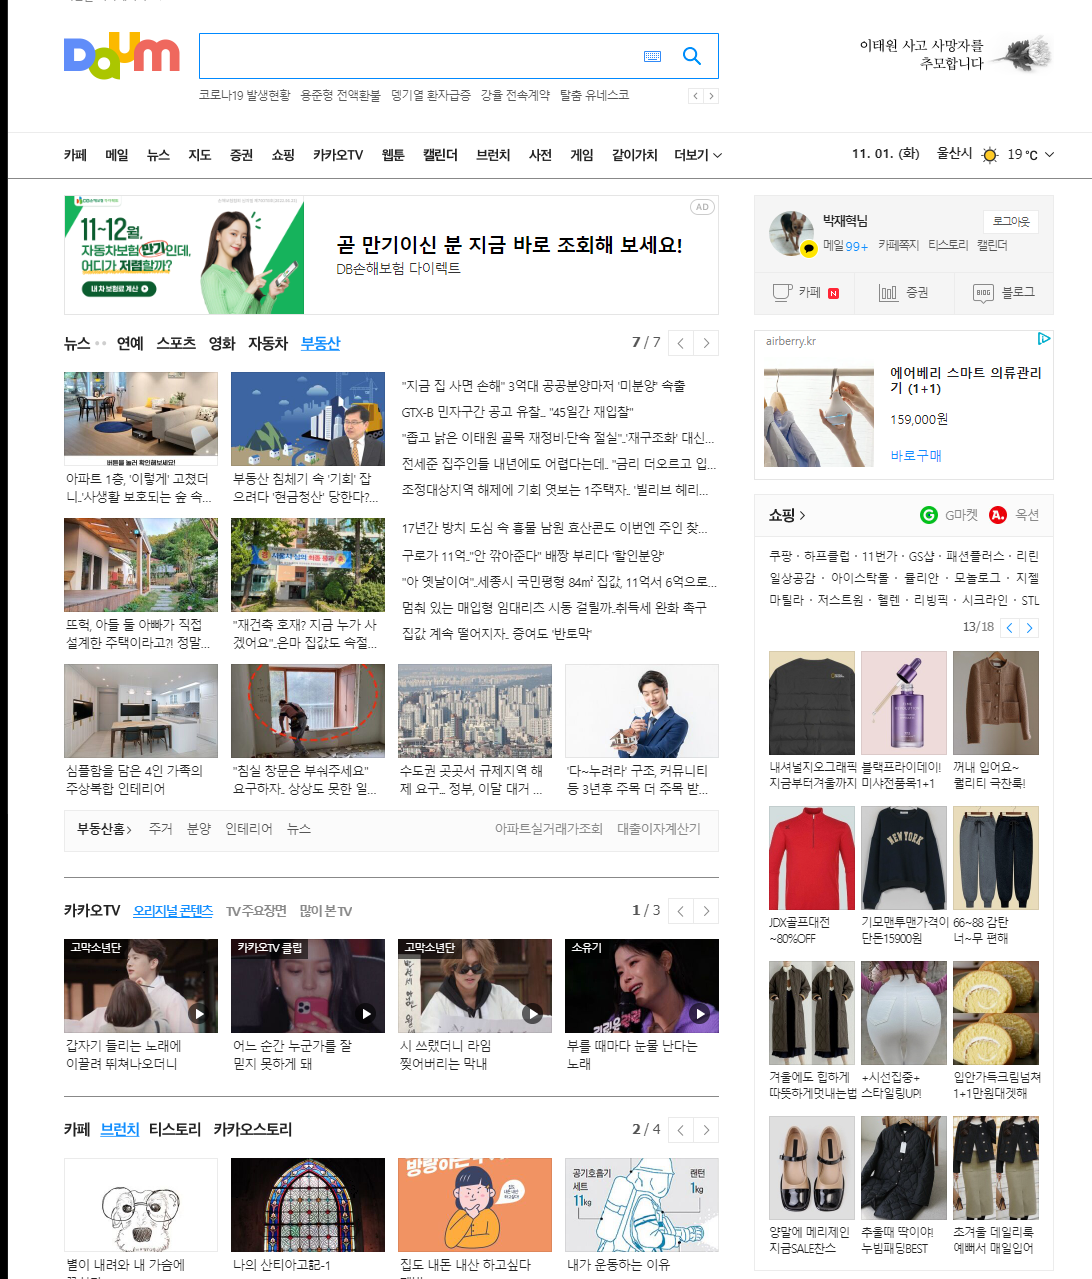 Daum
이태원 사고 사망자를
추모합니다
코로나19 발생현황 용준형 전액환불 뎅기열 환자급증 강율 전속계약 탈춤 유네스코
카페 메일 뉴스 지도 증권 쇼핑 카카오TV 웹툰 캘린더 브런치 사전 게임 같이가치 더보기
11. 01. (화) 울산시 19 ℃
11~12월,
자동차보험 만기인데,
어디가 저렴할까?
내 차 보험료 계산
AD
곧 만기이신 분 지금 바로 조회해 보세요!
DB손해보험 다이렉트
박재혁님
로그아웃
메일 99+ 카페쪽지 티스토리 캘린더
카페 N 증권 BlOG 블로그
뉴스 연예 스포츠 영화 자동차 부동산
7 / 7
버튼을 눌러 확인해보세요!
아파트 1층, '이렇게' 고쳤더
니..'사생활 보호되는 숲 속...
부동산 침체기 속 '기회' 잡
으려다 '현금청산' 당한다?...
"지금 집 사면 손해" 3억대 공공분양마저 '미분양' 속출
GTX-B 민자구간 공고 유찰.. "45일간 재입찰"
"좁고 낡은 이태원 골목 재정비·단속 절실"..'재구조화' 대신...
전세준 집주인들 내년에도 어렵다는데.. "금리 더오르고 입...
조정대상지역 해제에 기회 엿보는 1주택자.. '빌리브 헤리...
뜨헉, 아들 둘 아빠가 직접
설계한 주택이라고?! 정말...
"재건축 호재? 지금 누가 사
겠어요"..은마 집값도 속절...
17년간 방치 도심 속 흉물 남원 효산콘도 이번엔 주인 찾...
구로가 11억.."안 깎아준다" 배짱 부리다 '할인분양'
"아 옛날이여"..세종시 국민평형 84㎡ 집값, 11억서 6억으로...
멈춰 있는 매입형 임대리츠 시동 걸릴까..취득세 완화 촉구
집값 계속 떨어지자.. 증여도 '반토막'
심플함을 담은 4인 가족의
주상복합 인테리어
"침실 창문은 부숴주세요"
요구하자.. 상상도 못한 일...
수도권 곳곳서 규제지역 해
제 요구... 정부, 이달 대거 ...
'다~누려라' 구조, 커뮤니티
등 3년후 주목 더 주목 받...
부동산홈 주거 분양 인테리어 뉴스
아파트실거래가조회 대출이자계산기
카카오TV 오리지널 콘텐츠 TV 주요장면 많이 본 TV
1 / 3
고막소년단
갑자기 들리는 노래에
이끌려 뛰쳐나오더니
카카오TV 클립
어느 순간 누군가를 잘
믿지 못하게 돼
고막소년단
시 쓰랬더니 라임
찢어버리는 막내
소유기
부를 때마다 눈물 난다는
노래
카페 브런치 티스토리 카카오스토리
2 / 4
공기호흡기
세트
11kg
랜턴
1kg
별이 내려와 내 가슴에
나의 산티아고記-1
집도 내돈 내산 하고싶다
내가 운동하는 이유
airberry.kr
에어베리 스마트 의류관리
기 (1+1)
159,000원
바로구매
쇼핑
G G마켓 A. 옥션
쿠팡 · 하프클럽 · 11번가 · GS샵 · 패션플러스 · 리린
일상공감 · 아이스탁몰 · 뮬리안 · 모놀로그 · 지젤
마틸라 · 저스트원 · 헬렌 · 리빙픽 · 시크라인 · STL
13/18
내셔널지오그래픽
지금부터겨울까지
블랙프라이데이!
미샤전품목1+1
꺼내 입어요~
퀄리티 극찬룩!
JDX골프대전
~80%OFF
NEW YORK
기모맨투맨가격이
단돈15900원
66~88 감탄
너~무 편해
겨울에도 힙하게
따뜻하게멋내는법
+시선집중+
스타일링UP!
입안가득크림넘쳐
1+1만원대겟해
양말에 메리제인
지금SALE찬스
추울때 딱이야!
누빔패딩BEST
초겨울 데일리룩
예뻐서 매일입어